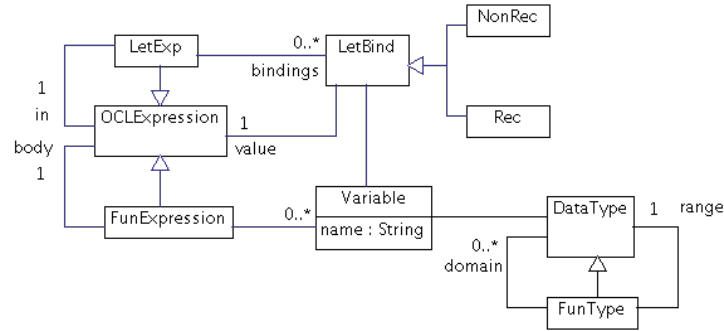 NonRec
LetExp
0..*
LetBind
bindings
1
in
OCLExpression
1
Rec
body
value
1
Variable
DataType
1
range
FunExpression
0..*
name : String
0..*
domain
FunType